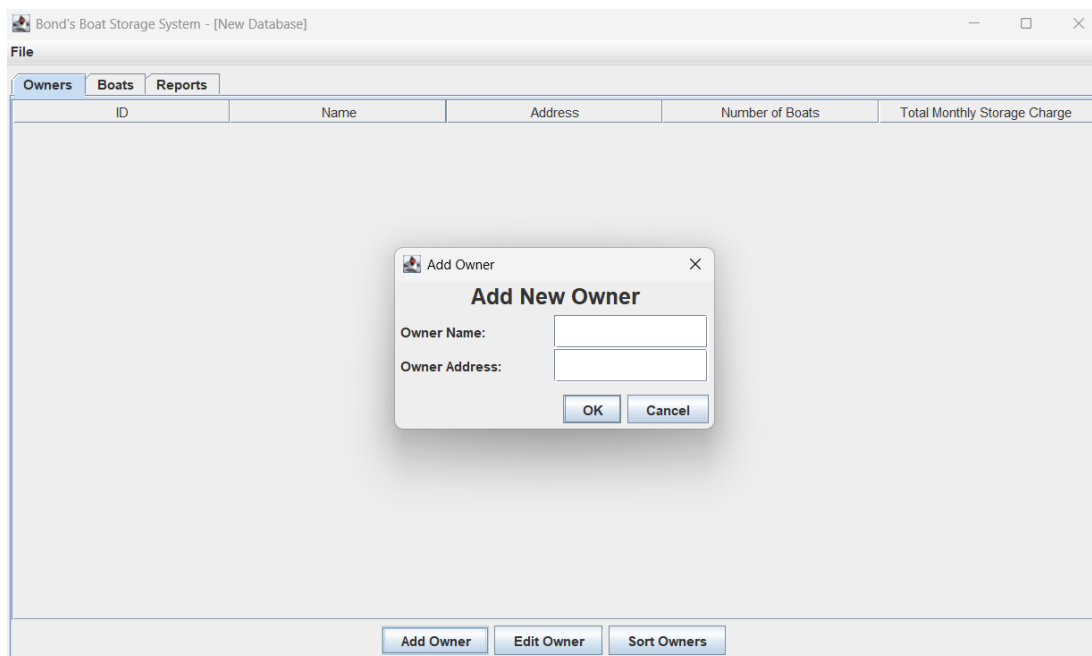 Bond's Boat Storage System - [New Database]
File
Owners Boats Reports
ID Name Address Number of Boats Total Monthly Storage Charge
Add Owner
Add New Owner
Owner Name:
Owner Address:
OK Cancel
Add Owner Edit Owner Sort Owners